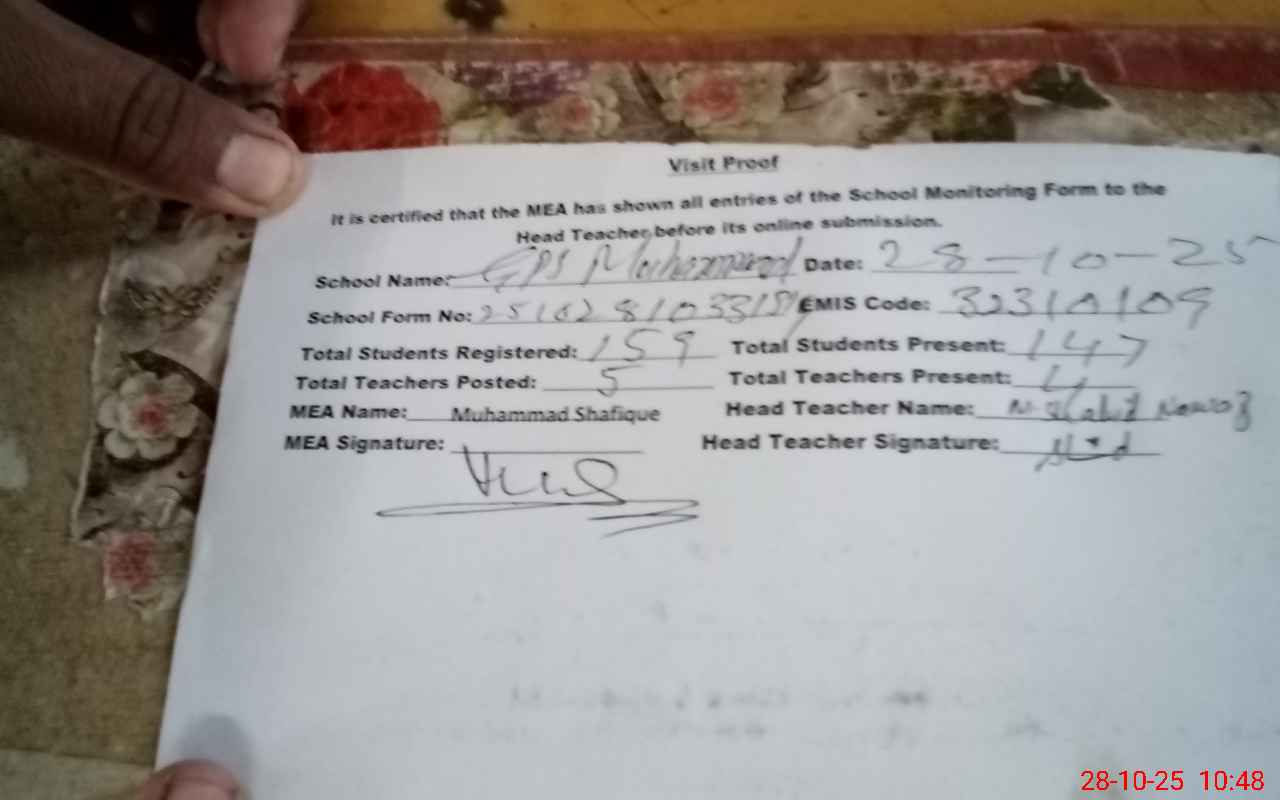 Visit Proof
It is certified that the MEA has shown all entries of the School Monitoring Form to the
Head Teacher before its online submission.
School Name: GPS Muhammad Date: 28-10-25
School Form No: EMIS Code: 32310109
Total Students Registered: 159 Total Students Present: 147
Total Teachers Posted: 5 Total Teachers Present: 4
MEA Name: Muhammad Shafique Head Teacher Name: M. Shahid Nawaz
MEA Signature: Head Teacher Signature:
28-10-25 10:48